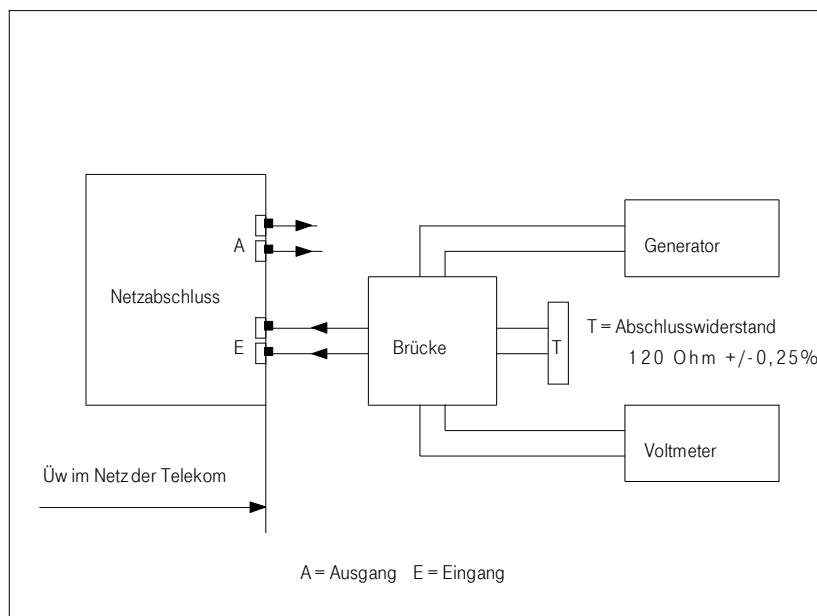 A
Generator
Netzabschluss
T = Abschlusswiderstand
E
Brücke
T
120 Ohm +/-0,25%
Voltmeter
Üw im Netz der Telekom
A = Ausgang E = Eingang